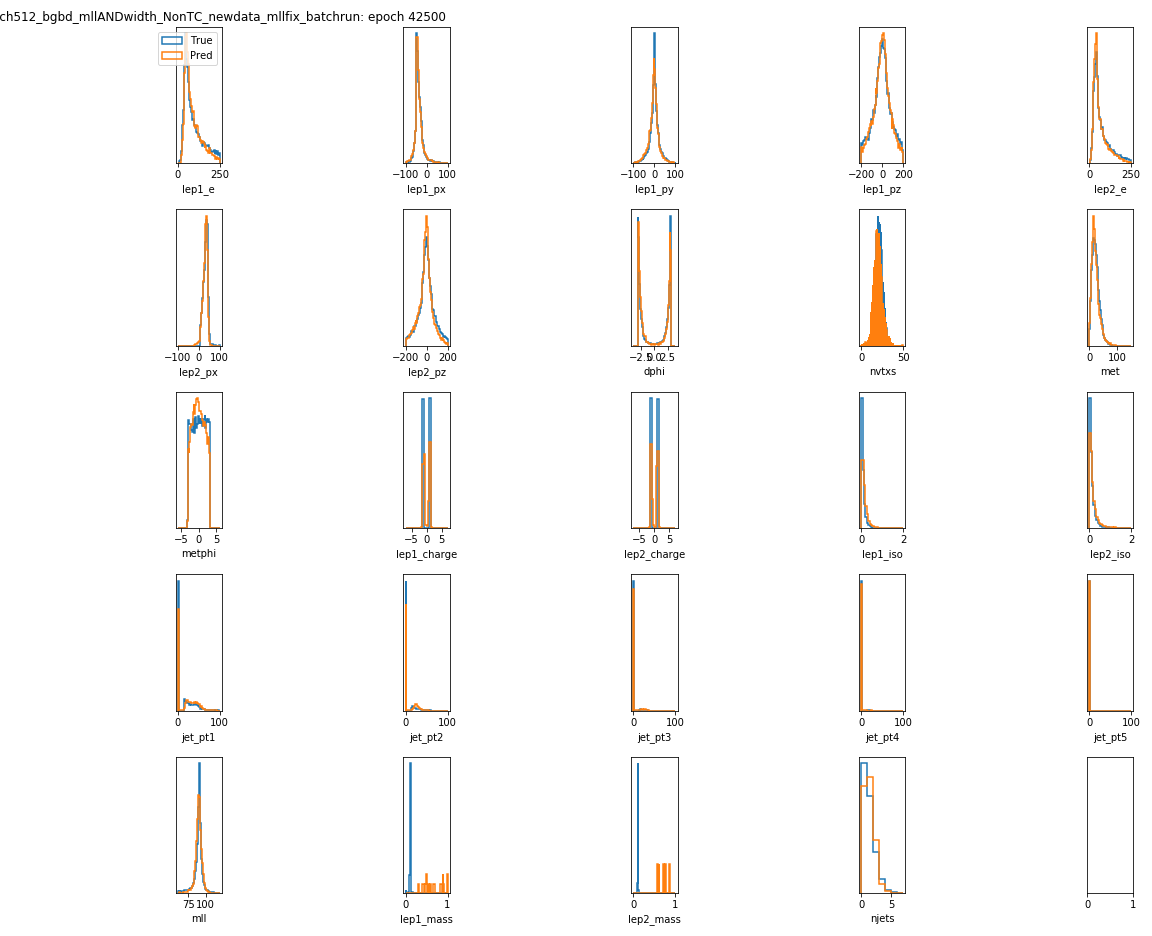 ch512_bgbd_mllANDwidth_NonTC_newdata_mllfix_batchrun: epoch 42500
True
Pred
0 250
−100 0 100
−100 0 100
−200 0 200
0 250
lep1_e
lep1_px
lep1_py
lep1_pz
lep2_e
−100 0 100
−200 0 200
−2.5 0.0 2.5
0 50
0 100
lep2_px
lep2_pz
dphi
nvtxs
met
−5 0 5
−5 0 5
−5 0 5
0 2
0 2
metphi
lep1_charge
lep2_charge
lep1_iso
lep2_iso
0 100
0 100
0 100
0 100
0 100
jet_pt1
jet_pt2
jet_pt3
jet_pt4
jet_pt5
75 100
0 1
0 1
0 5
0 1
mll
lep1_mass
lep2_mass
njets